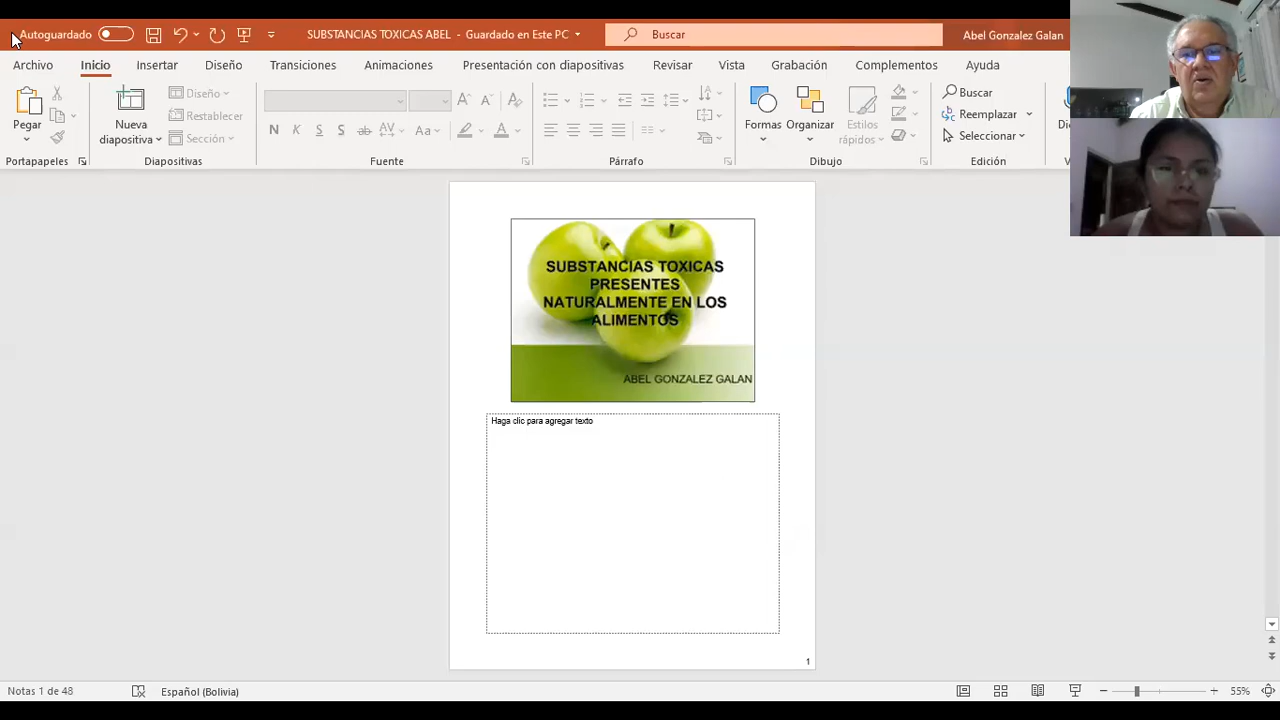 Autoguardado
SUBSTANCIAS TOXICAS ABEL - Guardado en Este PC
Buscar
Abel Gonzalez Galan
Archivo
Inicio
Insertar
Diseño
Transiciones
Animaciones
Presentación con diapositivas
Revisar
Vista
Grabación
Complementos
Ayuda
Pegar
Nueva
diapositiva
Diseño
Restablecer
Sección
N
S
ab
AV
Aa
A
Formas
Organizar
Estilos
rápidos
Buscar
Reemplazar
Seleccionar
Portapapeles
Diapositivas
Fuente
Párrafo
Dibujo
Edición
SUBSTANCIAS TOXICAS
PRESENTES
NATURALMENTE EN LOS
ALIMENTOS
ABEL GONZALEZ GALAN
Haga clic para agregar texto
1
Notas 1 de 48
Español (Bolivia)
55%